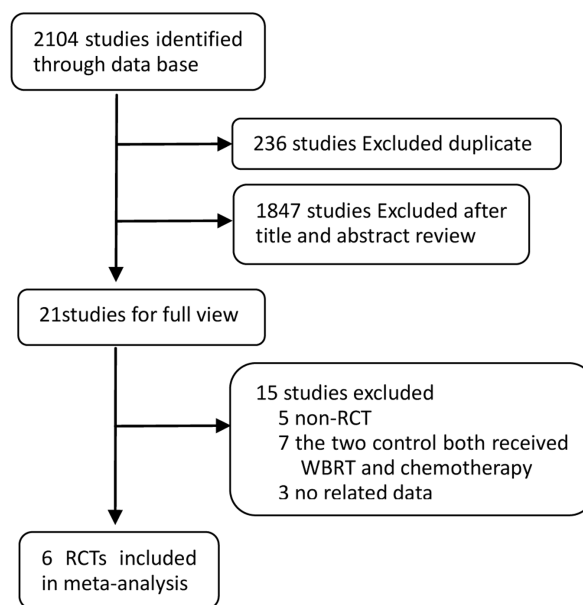 2104 studies identified
through data base
236 studies Excluded duplicate
1847 studies Excluded after
title and abstract review
21studies for full view
15 studies excluded
5 non-RCT
7 the two control both received
WBRT and chemotherapy
3 no related data
6 RCTs included
in meta-analysis